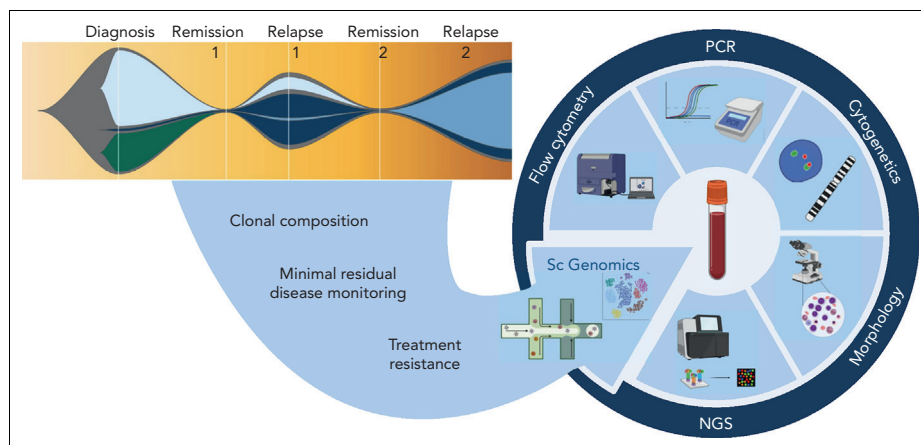 Diagnosis Remission Relapse Remission Relapse
1 1 2 2
PCR
Flow cytometry
Cytogenetics
Clonal composition
Sc Genomics
Minimal residual
disease monitoring
Morphology
Treatment
resistance
NGS